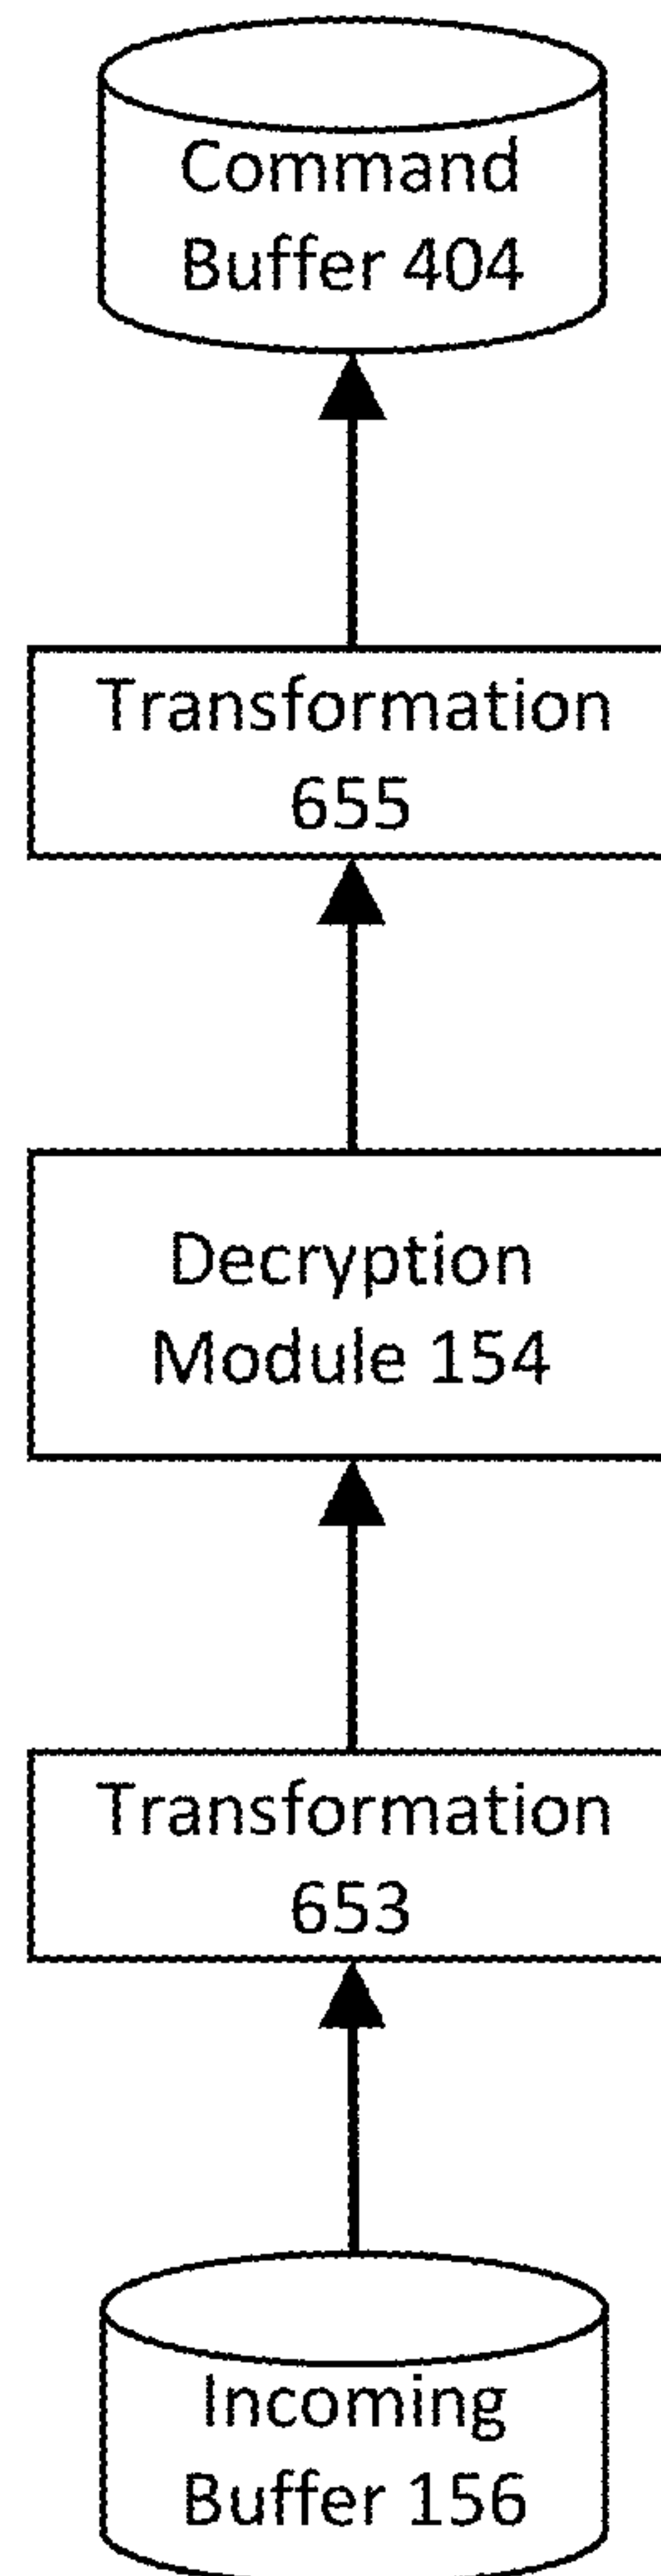 Command
Buffer 404
Transformation
655
Decryption
Module 154
Transformation
653
Incoming
Buffer 156